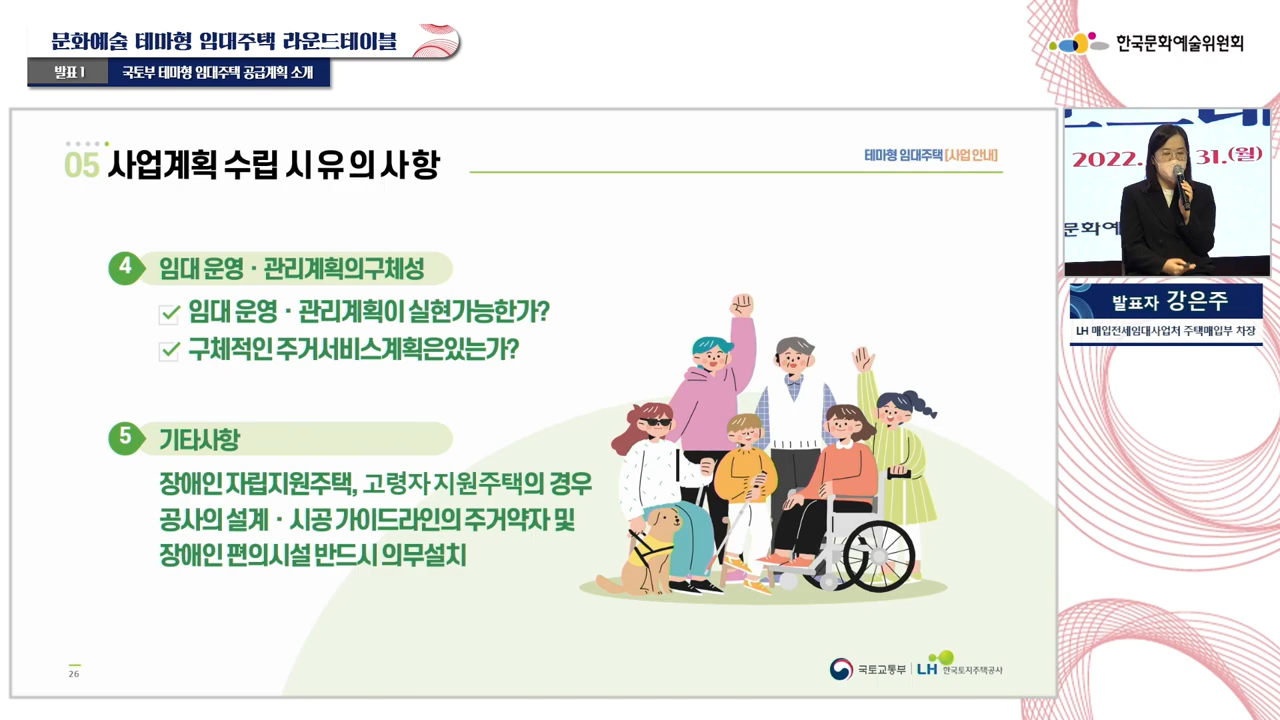 문화예술 테마형 임대주택 라운드테이블
발표 1 국토부 테마형 임대주택 공급계획 소개
한국문화예술위원회
05 사업계획 수립 시 유의사항
테마형 임대주택 [사업 안내]
4 임대 운영 · 관리계획의구체성
임대 운영 · 관리계획이 실현가능한가?
구체적인 주거서비스계획은있는가?
5 기타사항
장애인 자립지원주택, 고령자 지원주택의 경우
공사의 설계 · 시공 가이드라인의 주거약자 및
장애인 편의시설 반드시 의무설치
26
국토교통부 LH 한국토지주택공사
2022. 31.(월)
문화예
발표자 강은주
LH 매입전세임대사업처 주택매입부 차장